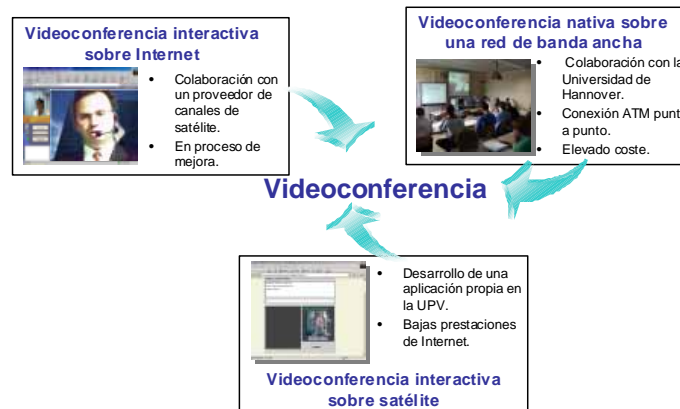 Videoconferencia interactiva
sobre Internet
• Colaboración con
un proveedor de
canales de
satélite.
• En proceso de
mejora.
Videoconferencia nativa sobre
una red de banda ancha
• Colaboración con la
Universidad de
Hannover.
• Conexión ATM punt
a punto.
• Elevado coste.
Videoconferencia
• Desarrollo de una
aplicación propia en
la UPV.
• Bajas prestaciones
de Internet.
Videoconferencia interactiva
sobre satélite